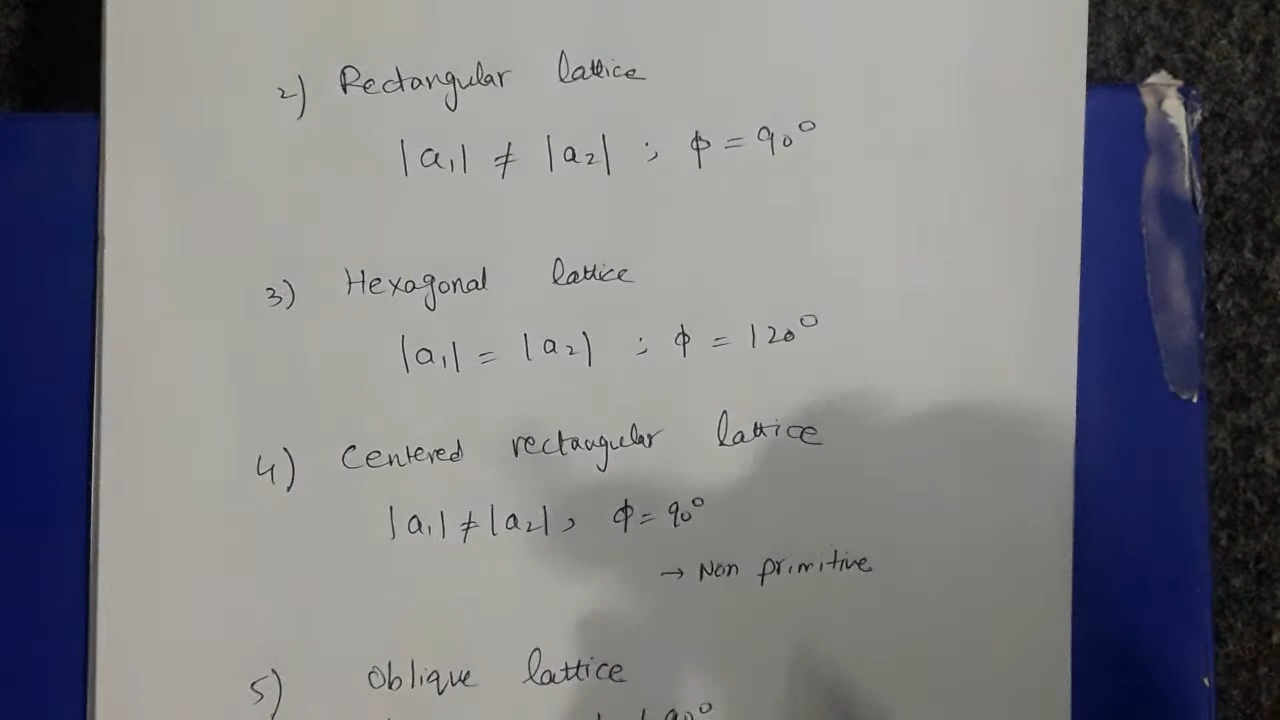 2) Rectangular lattice
|a₁| ≠ |a₂| ; ϕ = 90°
3) Hexagonal lattice
|a₁| = |a₂| ; ϕ = 120°
4) Centered rectangular lattice
|a₁| ≠ |a₂| , ϕ = 90°
→ Non primitive
5) Oblique lattice
90°